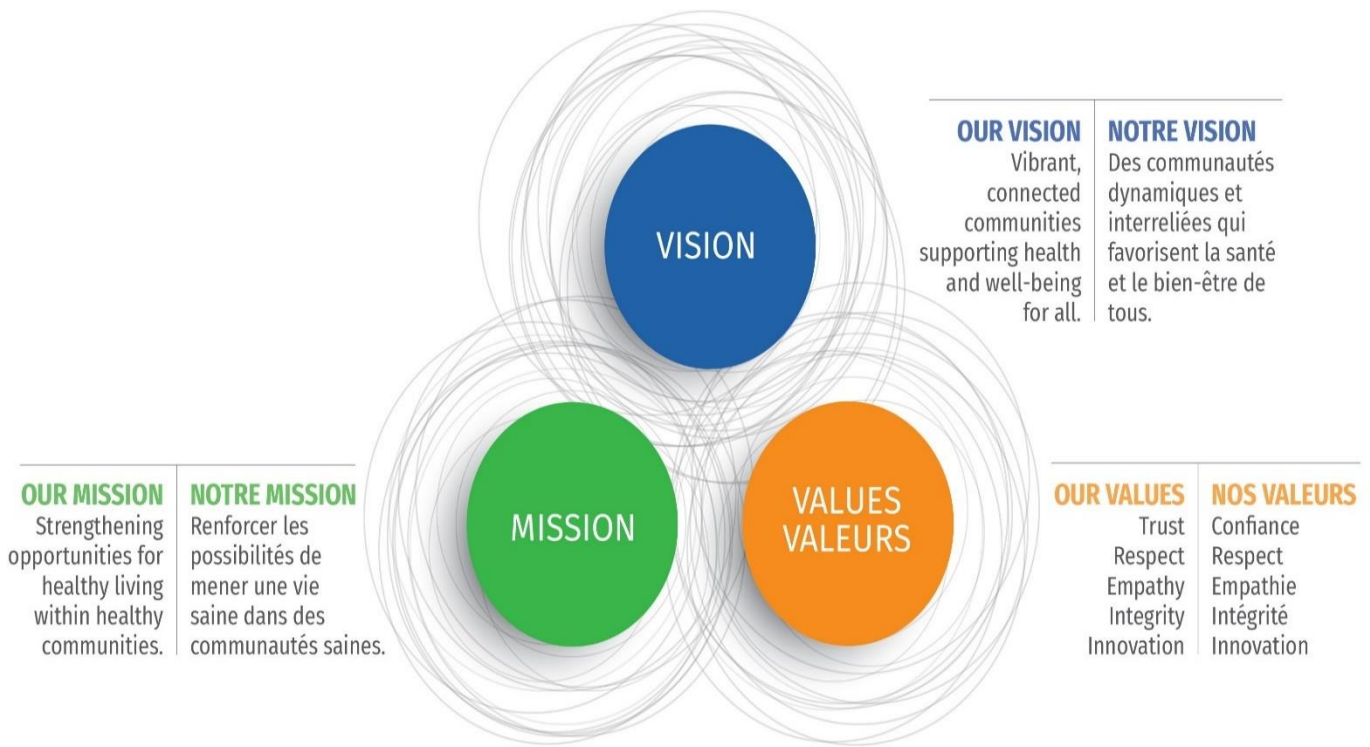 VISION
OUR VISION
Vibrant,
connected
communities
supporting health
and well-being
for all.
NOTRE VISION
Des communautés
dynamiques et
interreliées qui
favorisent la santé
et le bien-être de
tous.
OUR MISSION
Strengthening
opportunities for
healthy living
within healthy
communities.
NOTRE MISSION
Renforcer les
possibilités de
mener une vie
saine dans des
communautés saines.
MISSION
VALUES
VALEURS
OUR VALUES
Trust
Respect
Empathy
Integrity
Innovation
NOS VALEURS
Confiance
Respect
Empathie
Intégrité
Innovation